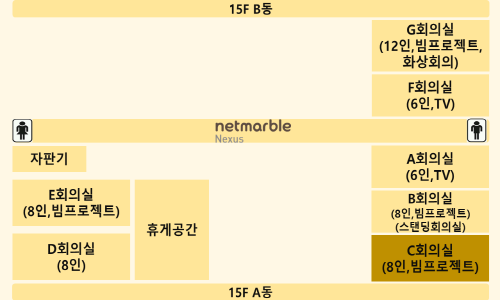 15F B동
G회의실
(12인,빔프로젝트,
화상회의)
F회의실
(6인,TV)
netmarble
Nexus
자판기
A회의실
(6인,TV)
E회의실
(8인,빔프로젝트)
휴게공간
B회의실
(8인,빔프로젝트)
(스탠딩회의실)
D회의실
(8인)
C회의실
(8인,빔프로젝트)
15F A동